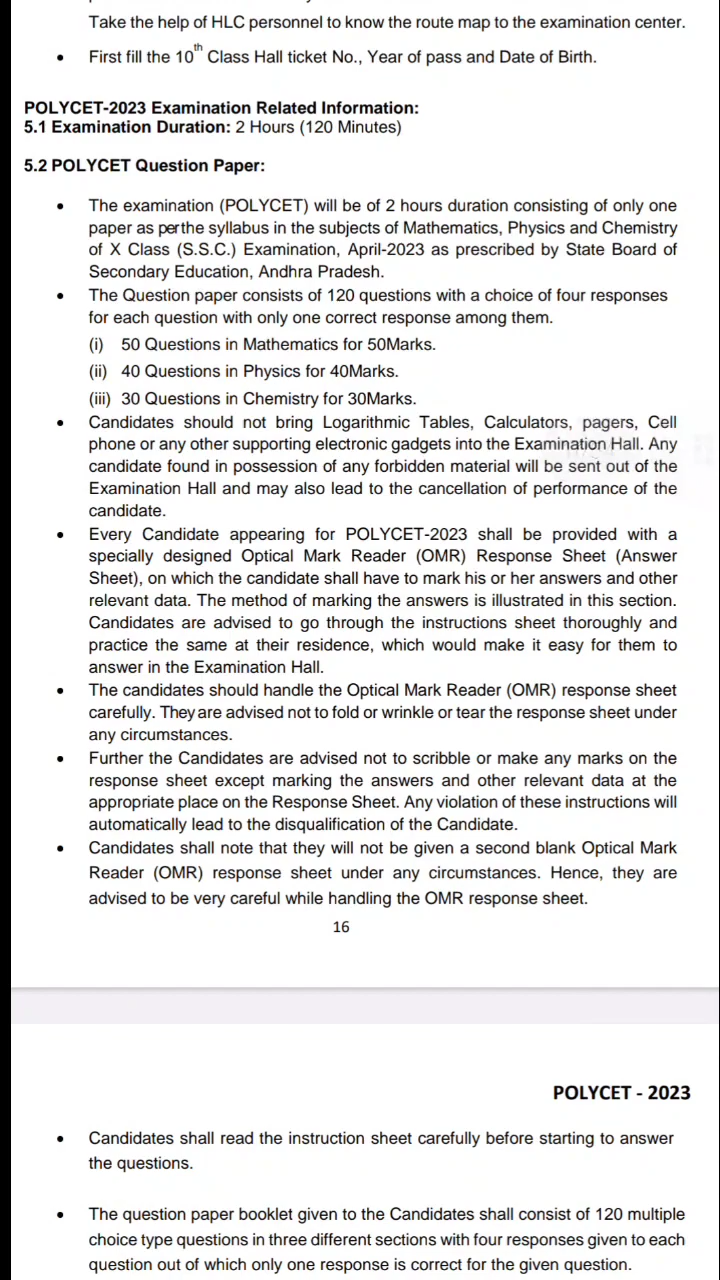 Take the help of HLC personnel to know the route map to the examination center.
• First fill the 10th Class Hall ticket No., Year of pass and Date of Birth.
POLYCET-2023 Examination Related Information:
5.1 Examination Duration: 2 Hours (120 Minutes)
5.2 POLYCET Question Paper:
• The examination (POLYCET) will be of 2 hours duration consisting of only one
paper as perthe syllabus in the subjects of Mathematics, Physics and Chemistry
of X Class (S.S.C.) Examination, April-2023 as prescribed by State Board of
Secondary Education, Andhra Pradesh.
• The Question paper consists of 120 questions with a choice of four responses
for each question with only one correct response among them.
(i) 50 Questions in Mathematics for 50Marks.
(ii) 40 Questions in Physics for 40Marks.
(iii) 30 Questions in Chemistry for 30Marks.
• Candidates should not bring Logarithmic Tables, Calculators, pagers, Cell
phone or any other supporting electronic gadgets into the Examination Hall. Any
candidate found in possession of any forbidden material will be sent out of the
Examination Hall and may also lead to the cancellation of performance of the
candidate.
• Every Candidate appearing for POLYCET-2023 shall be provided with a
specially designed Optical Mark Reader (OMR) Response Sheet (Answer
Sheet), on which the candidate shall have to mark his or her answers and other
relevant data. The method of marking the answers is illustrated in this section.
Candidates are advised to go through the instructions sheet thoroughly and
practice the same at their residence, which would make it easy for them to
answer in the Examination Hall.
• The candidates should handle the Optical Mark Reader (OMR) response sheet
carefully. They are advised not to fold or wrinkle or tear the response sheet under
any circumstances.
• Further the Candidates are advised not to scribble or make any marks on the
response sheet except marking the answers and other relevant data at the
appropriate place on the Response Sheet. Any violation of these instructions will
automatically lead to the disqualification of the Candidate.
• Candidates shall note that they will not be given a second blank Optical Mark
Reader (OMR) response sheet under any circumstances. Hence, they are
advised to be very careful while handling the OMR response sheet.
16
POLYCET - 2023
• Candidates shall read the instruction sheet carefully before starting to answer
the questions.
• The question paper booklet given to the Candidates shall consist of 120 multiple
choice type questions in three different sections with four responses given to each
question out of which only one response is correct for the given question.